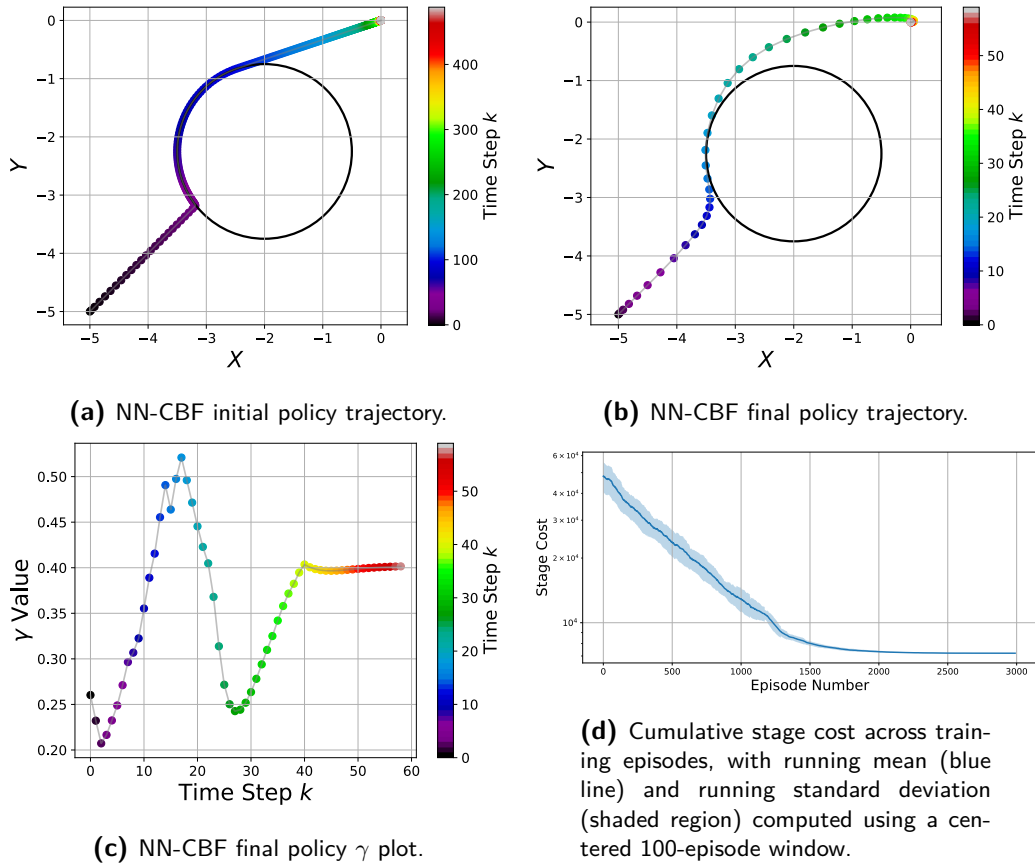 0
−1
−2
−3
−4
−5
Y
−5 −4 −3 −2 −1 0
X
400
300
200
100
0
Time Step k
(a) NN-CBF initial policy trajectory.
0
−1
−2
−3
−4
−5
Y
−5 −4 −3 −2 −1 0
X
50
40
30
20
10
0
Time Step k
(b) NN-CBF final policy trajectory.
0.50
0.45
0.40
0.35
0.30
0.25
0.20
γ Value
0 10 20 30 40 50 60
Time Step k
50
40
30
20
10
0
Time Step k
(c) NN-CBF final policy γ plot.
6 × 10⁴
4 × 10⁴
3 × 10⁴
2 × 10⁴
10⁴
Stage Cost
0 500 1000 1500 2000 2500 3000
Episode Number
(d) Cumulative stage cost across train-
ing episodes, with running mean (blue
line) and running standard deviation
(shaded region) computed using a cen-
tered 100-episode window.